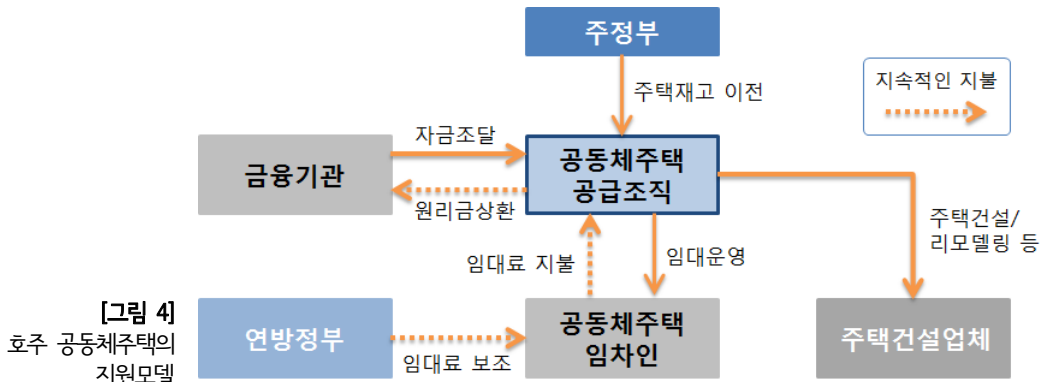 주정부
지속적인 지불
주택재고 이전
자금조달
금융기관
공동체주택
공급조직
원리금상환
주택건설/
리모델링 등
임대료 지불
임대운영
[그림 4]
호주 공동체주택의
지원모델
연방정부
임대료 보조
공동체주택
임차인
주택건설업체